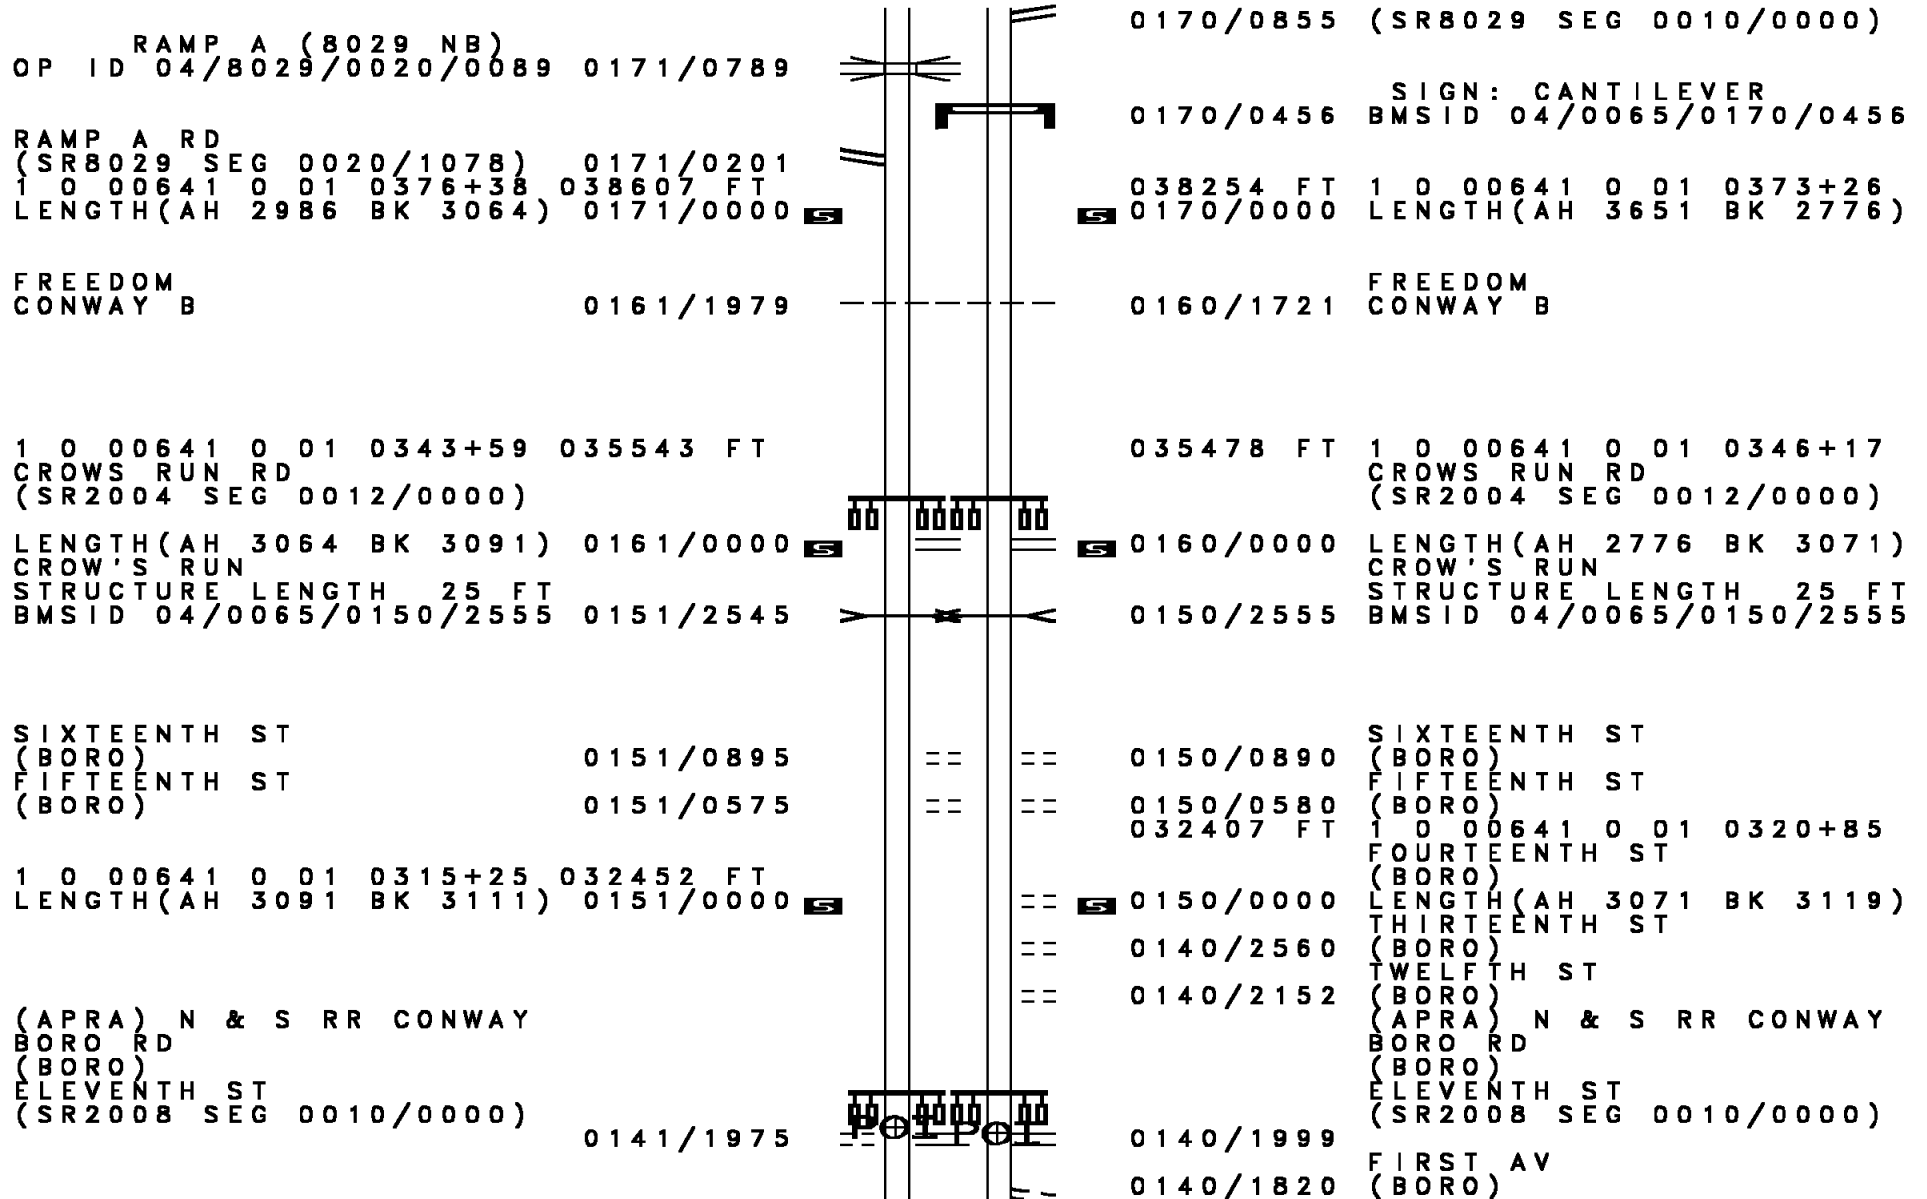 0170/0855 (SR8029 SEG 0010/0000)
RAMP A (8029 NB)
OP ID 04/8029/0020/0089 0171/0789
SIGN: CANTILEVER
0170/0456 BMSID 04/0065/0170/0456
RAMP A RD
(SR8029 SEG 0020/1078) 0171/0201
1 0 00641 0 01 0376+38 038607 FT 038254 FT 1 0 00641 0 01 0373+26
LENGTH(AH 2986 BK 3064) 0171/0000 S S 0170/0000 LENGTH(AH 3651 BK 2776)
FREEDOM FREEDOM
CONWAY B 0161/1979 0160/1721 CONWAY B
1 0 00641 0 01 0343+59 035543 FT 035478 FT 1 0 00641 0 01 0346+17
CROWS RUN RD CROWS RUN RD
(SR2004 SEG 0012/0000) (SR2004 SEG 0012/0000)
LENGTH(AH 3064 BK 3091) 0161/0000 S S 0160/0000 LENGTH(AH 2776 BK 3071)
CROW'S RUN CROW'S RUN
STRUCTURE LENGTH 25 FT STRUCTURE LENGTH 25 FT
BMSID 04/0065/0150/2555 0151/2545 0150/2555 BMSID 04/0065/0150/2555
SIXTEENTH ST SIXTEENTH ST
(BORO) 0151/0895 0150/0890 (BORO)
FIFTEENTH ST FIFTEENTH ST
(BORO) 0151/0575 0150/0580 (BORO)
032407 FT 1 0 00641 0 01 0320+85
FOURTEENTH ST
1 0 00641 0 01 0315+25 032452 FT (BORO)
LENGTH(AH 3091 BK 3111) 0151/0000 S S 0150/0000 LENGTH(AH 3071 BK 3119)
THIRTEENTH ST
0140/2560 (BORO)
TWELFTH ST
0140/2152 (BORO)
(APRA) N & S RR CONWAY (APRA) N & S RR CONWAY
BORO RD BORO RD
(BORO) (BORO)
ELEVENTH ST ELEVENTH ST
(SR2008 SEG 0010/0000) (SR2008 SEG 0010/0000)
0141/1975 0140/1999
FIRST AV
0140/1820 (BORO)